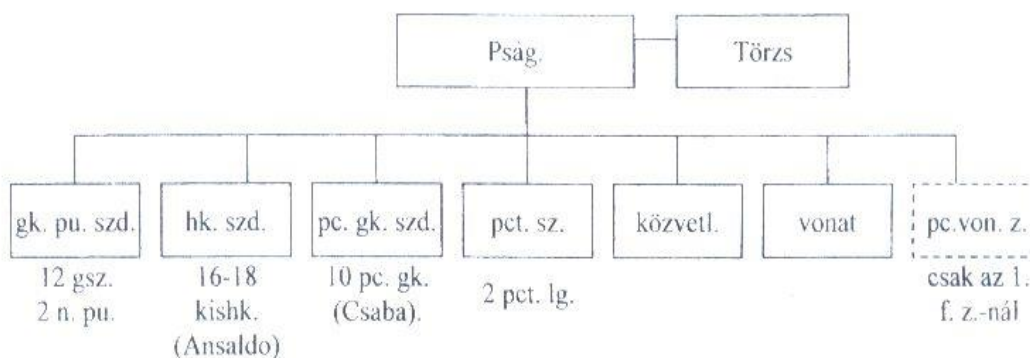 Pság.
Törzs
gk. pu. szd.
hk. szd.
pc. gk. szd.
pct. sz.
közvetl.
vonat
pc.von. z.
12 gsz.
2 n. pu.
16-18
kishk.
(Ansaldo)
10 pc. gk.
(Csaba).
2 pct. lg.
csak az 1.
f. z.-nál